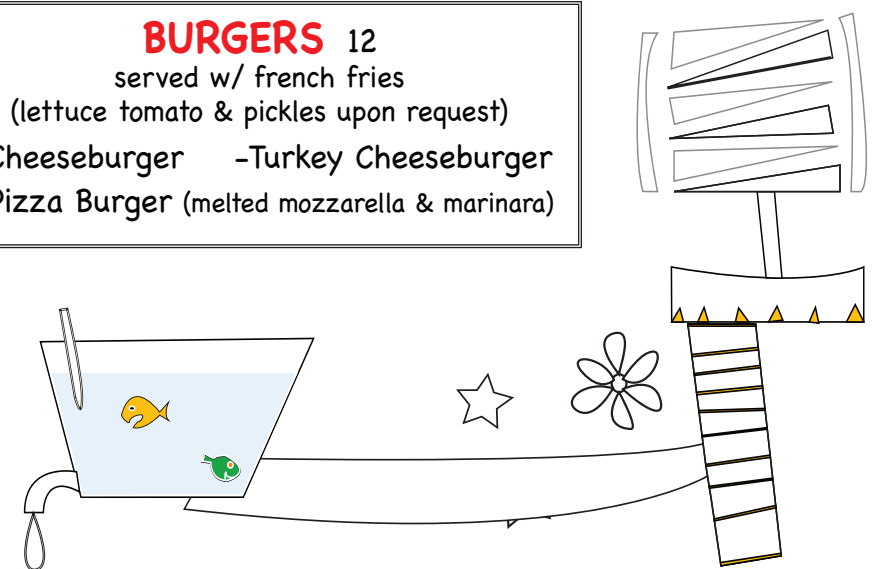 BURGERS 12
served w/ french fries
(lettuce tomato & pickles upon request)
Cheeseburger -Turkey Cheeseburger
Pizza Burger (melted mozzarella & marinara)